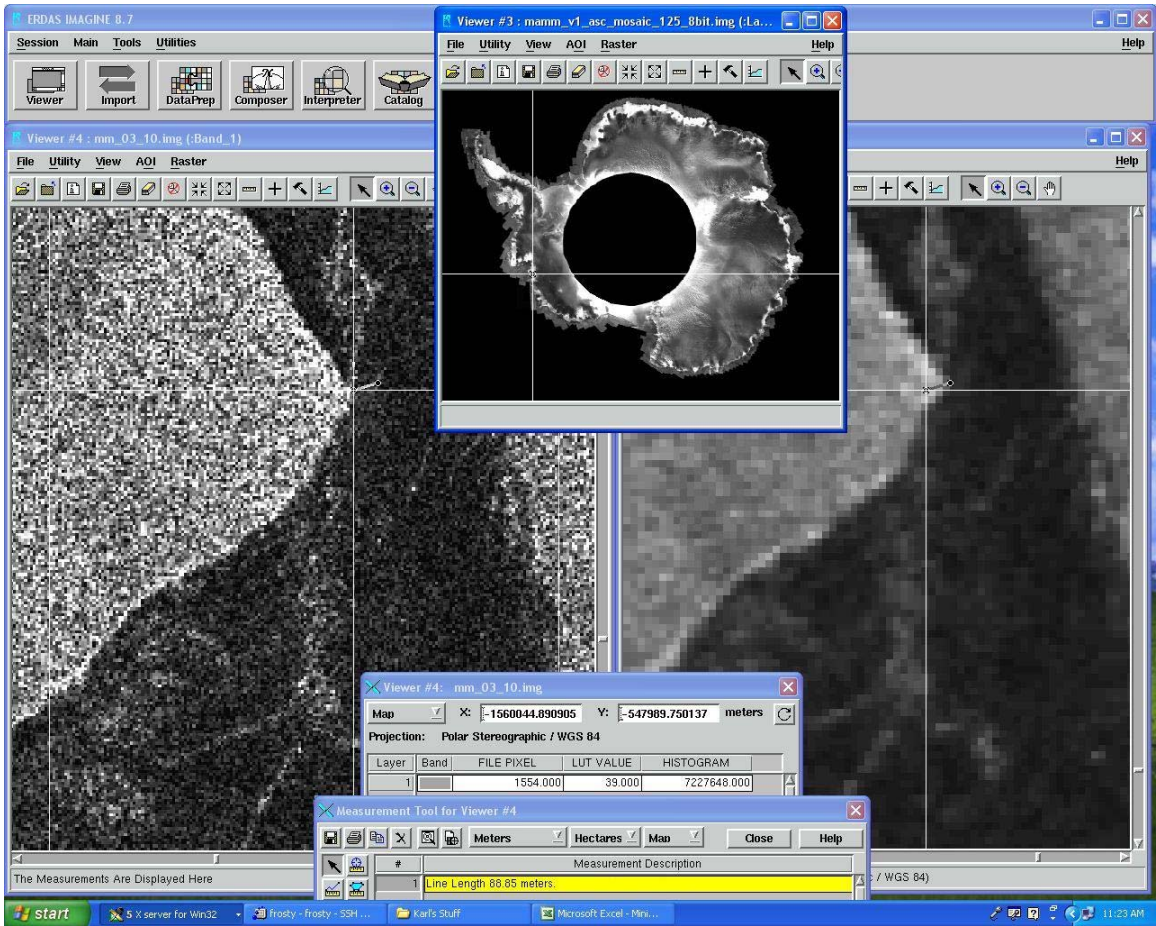 ERDAS IMAGINE 8.7
Session Main Tools Utilities Help
Viewer Import DataPrep Composer Interpreter Catalog
Viewer #3 : mamm_v1_asc_mosaic_125_8bit.img (:La...
File Utility View AOI Raster Help
Viewer #4 : mm_03_10.img (:Band_1)
File Utility View AOI Raster
Help
Viewer #4: mm_03_10.img
Map X: -1560044.890905 Y: -547989.750137 meters
Projection: Polar Stereographic / WGS 84
Layer Band FILE PIXEL LUT VALUE HISTOGRAM
1 1554.000 39.000 7227648.000
Measurement Tool for Viewer #4
Meters Hectares Map Close Help
# Measurement Description
1 Line Length 88.85 meters.
The Measurements Are Displayed Here
/ WGS 84)
start 5 X server for Win32 frosty - frosty - SSH ... Karl's Stuff Microsoft Excel - Mini... 11:23 AM